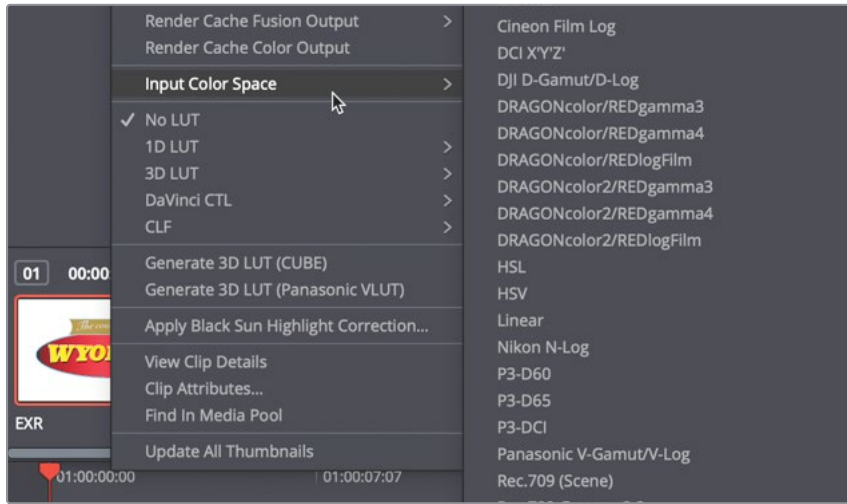 Render Cache Fusion Output
Render Cache Color Output
Input Color Space
No LUT
1D LUT
3D LUT
DaVinci CTL
CLF
Generate 3D LUT (CUBE)
Generate 3D LUT (Panasonic VLUT)
Apply Black Sun Highlight Correction...
View Clip Details
Clip Attributes...
Find In Media Pool
Update All Thumbnails
Cineon Film Log
DCI X'Y'Z'
DJI D-Gamut/D-Log
DRAGONcolor/REDgamma3
DRAGONcolor/REDgamma4
DRAGONcolor/REDlogFilm
DRAGONcolor2/REDgamma3
DRAGONcolor2/REDgamma4
DRAGONcolor2/REDlogFilm
HSL
HSV
Linear
Nikon N-Log
P3-D60
P3-D65
P3-DCI
Panasonic V-Gamut/V-Log
Rec.709 (Scene)
01 00:00
The cou
WYO
EXR
01:00:00:00 01:00:07:07